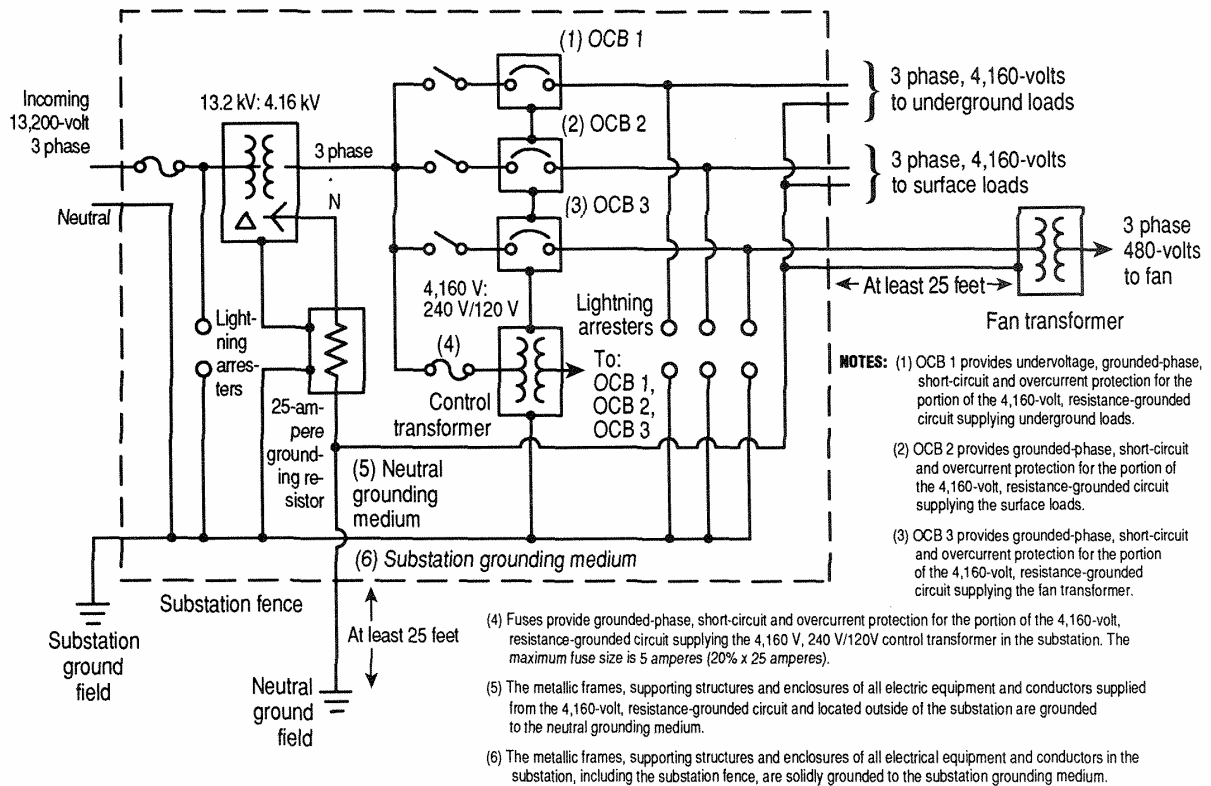 (1) OCB 1
Incoming
13,200-volt
3 phase
13.2 kV: 4.16 kV
3 phase, 4,160-volts
to underground loads
(2) OCB 2
3 phase
3 phase, 4,160-volts
to surface loads
N
Neutral
(3) OCB 3
3 phase
480-volts
to fan
4,160 V:
240 V/120 V
Lightning
arresters
At least 25 feet
Fan transformer
Light-
ning
arres-
ters
(4)
To:
OCB 1,
OCB 2,
OCB 3
Control
transformer
25-am-
pere
ground-
ing re-
sistor
(5) Neutral
grounding
medium
(6) Substation grounding medium
Substation fence
Substation
ground
field
At least 25 feet
Neutral
ground
field
NOTES: (1) OCB 1 provides undervoltage, grounded-phase,
short-circuit and overcurrent protection for the
portion of the 4,160-volt, resistance-grounded
circuit supplying underground loads.
(2) OCB 2 provides grounded-phase, short-circuit
and overcurrent protection for the portion of
the 4,160-volt, resistance-grounded circuit
supplying the surface loads.
(3) OCB 3 provides grounded-phase, short-circuit
and overcurrent protection for the portion
of the 4,160-volt, resistance-grounded
circuit supplying the fan transformer.
(4) Fuses provide grounded-phase, short-circuit and overcurrent protection for the portion of the 4,160-volt,
resistance-grounded circuit supplying the 4,160 V, 240 V/120V control transformer in the substation. The
maximum fuse size is 5 amperes (20% x 25 amperes).
(5) The metallic frames, supporting structures and enclosures of all electric equipment and conductors supplied
from the 4,160-volt, resistance-grounded circuit and located outside of the substation are grounded
to the neutral grounding medium.
(6) The metallic frames, supporting structures and enclosures of all electrical equipment and conductors in the
substation, including the substation fence, are solidly grounded to the substation grounding medium.